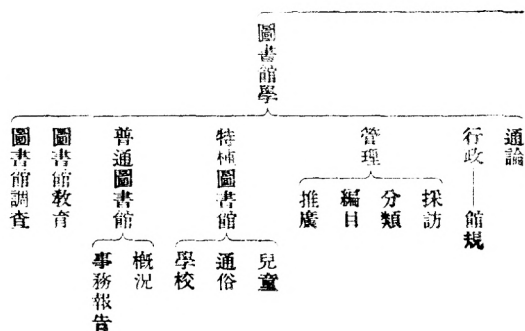 圖書館學
通論
行政——館規
管理
採訪
分類
編目
推廣
特種圖書館
兒童
通俗
學校
普通圖書館
概況
事務報告
圖書館教育
圖書館調查